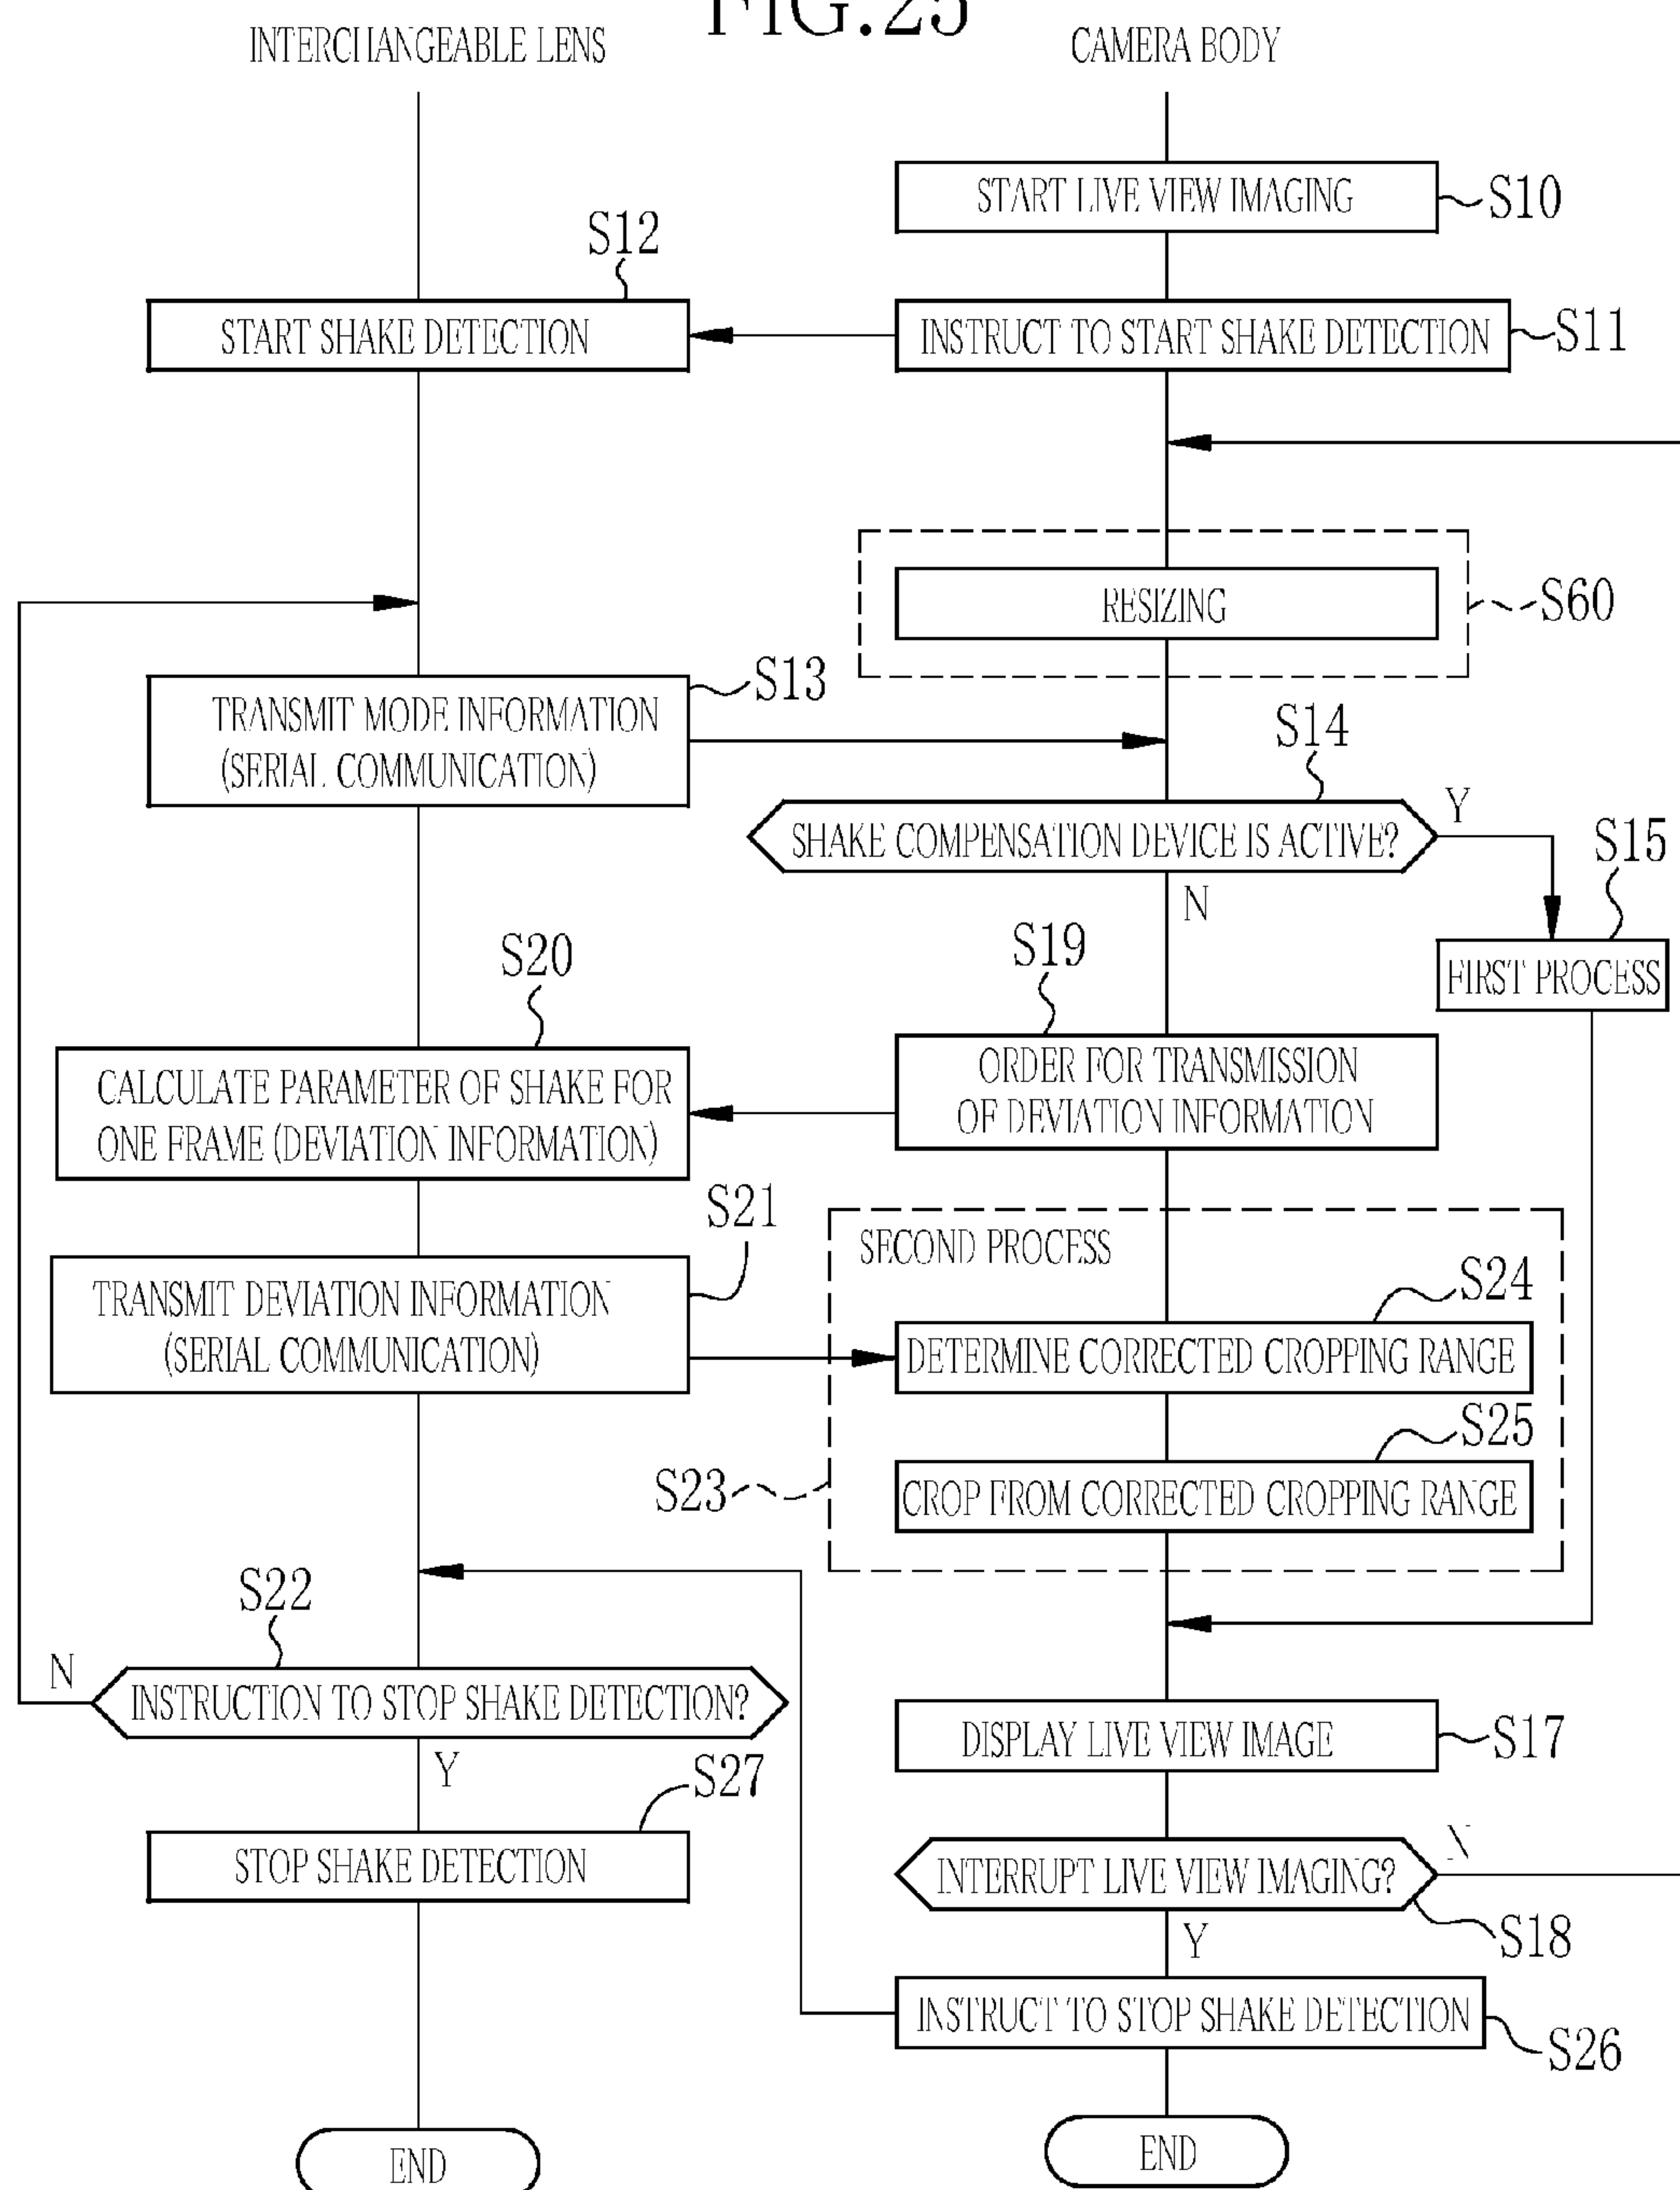 FIG.25
INTERCHANGEABLE LENS
CAMERA BODY
START LIVE VIEW IMAGING
S10
S12
START SHAKE DETECTION
INSTRUCT TO START SHAKE DETECTION
S11
RESIZING
S60
S13
TRANSMIT MODE INFORMATION
(SERIAL COMMUNICATION)
S14
SHAKE COMPENSATION DEVICE IS ACTIVE?
Y
N
S15
FIRST PROCESS
S19
ORDER FOR TRANSMISSION
OF DEVIATION INFORMATION
S20
CALCULATE PARAMETER OF SHAKE FOR
ONE FRAME (DEVIATION INFORMATION)
S21
TRANSMIT DEVIATION INFORMATION
(SERIAL COMMUNICATION)
SECOND PROCESS
S24
DETERMINE CORRECTED CROPPING RANGE
S25
CROP FROM CORRECTED CROPPING RANGE
S23
S22
N
INSTRUCTION TO STOP SHAKE DETECTION?
Y
S27
STOP SHAKE DETECTION
DISPLAY LIVE VIEW IMAGE
S17
INTERRUPT LIVE VIEW IMAGING?
N
S18
Y
INSTRUCT TO STOP SHAKE DETECTION
S26
END
END